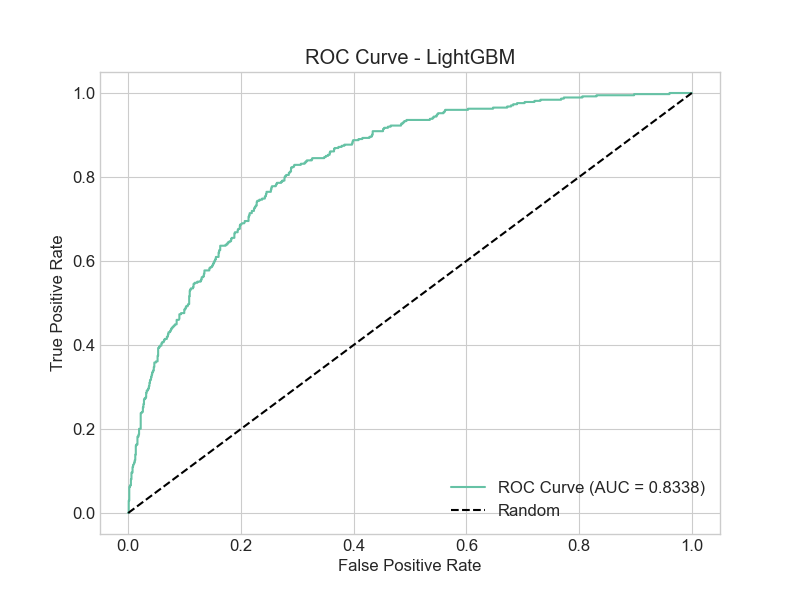 ROC Curve - LightGBM
1.0
0.8
0.6
0.4
0.2
0.0
True Positive Rate
ROC Curve (AUC = 0.8338)
Random
0.0 0.2 0.4 0.6 0.8 1.0
False Positive Rate